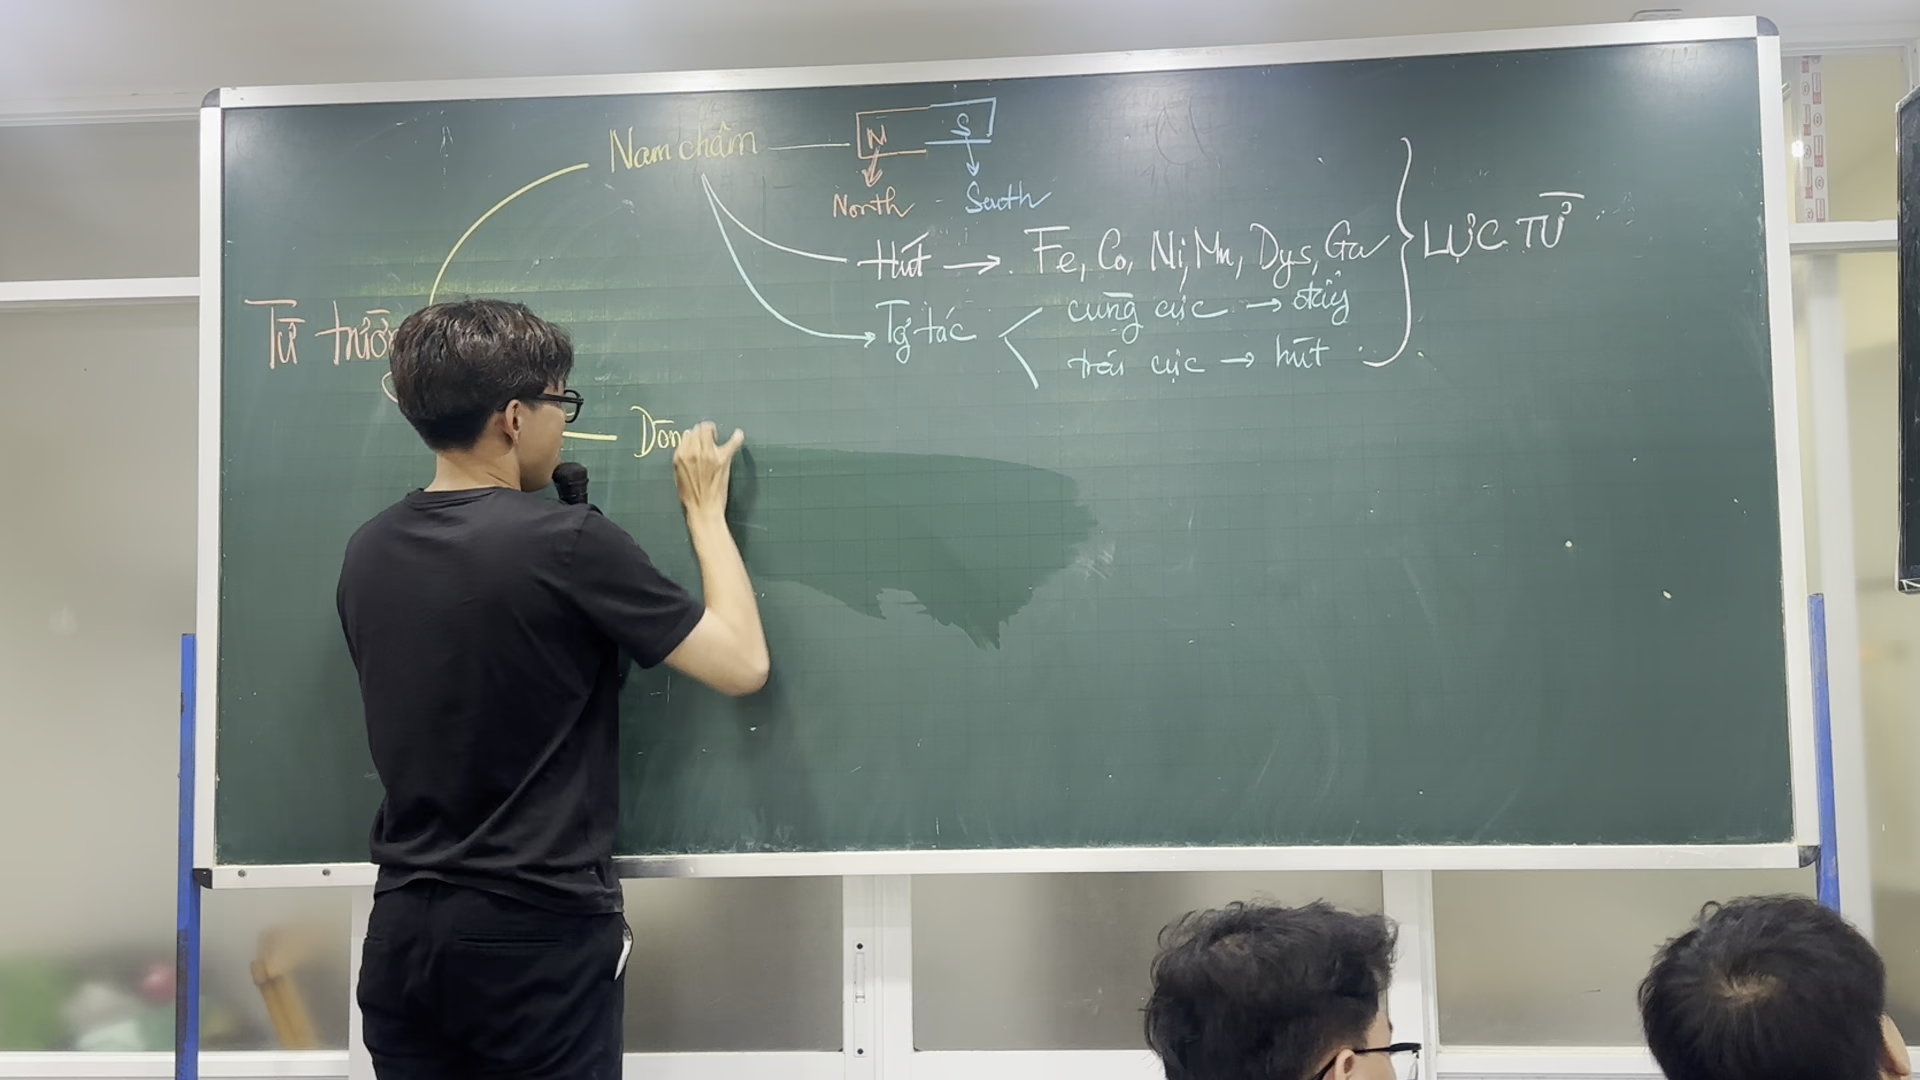 Nam châm
N S
North South
Hút → Fe, Co, Ni, Mn, Dys, Ga
LỰC TỪ
Từ trườ
Tg tác
cùng cực → đẩy
trái cực → hút
Dòn